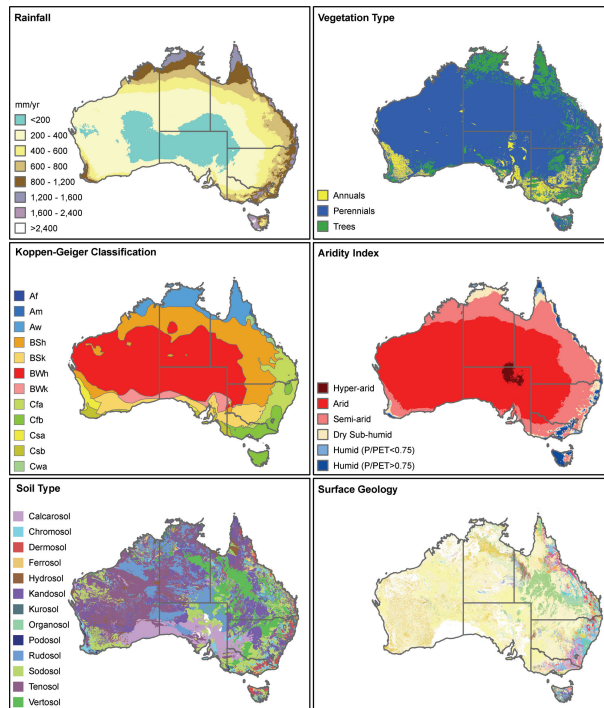 Rainfall
mm/yr
<200
200 - 400
400 - 600
600 - 800
800 - 1,200
1,200 - 1,600
1,600 - 2,400
>2,400
Vegetation Type
Annuals
Perennials
Trees
Koppen-Geiger Classification
Af
Am
Aw
BSh
BSk
BWh
BWk
Cfa
Cfb
Csa
Csb
Cwa
Aridity Index
Hyper-arid
Arid
Semi-arid
Dry Sub-humid
Humid (P/PET<0.75)
Humid (P/PET>0.75)
Soil Type
Calcarosol
Chromosol
Dermosol
Ferrosol
Hydrosol
Kandosol
Kurosol
Organosol
Podosol
Rudosol
Sodosol
Tenosol
Vertosol
Surface Geology